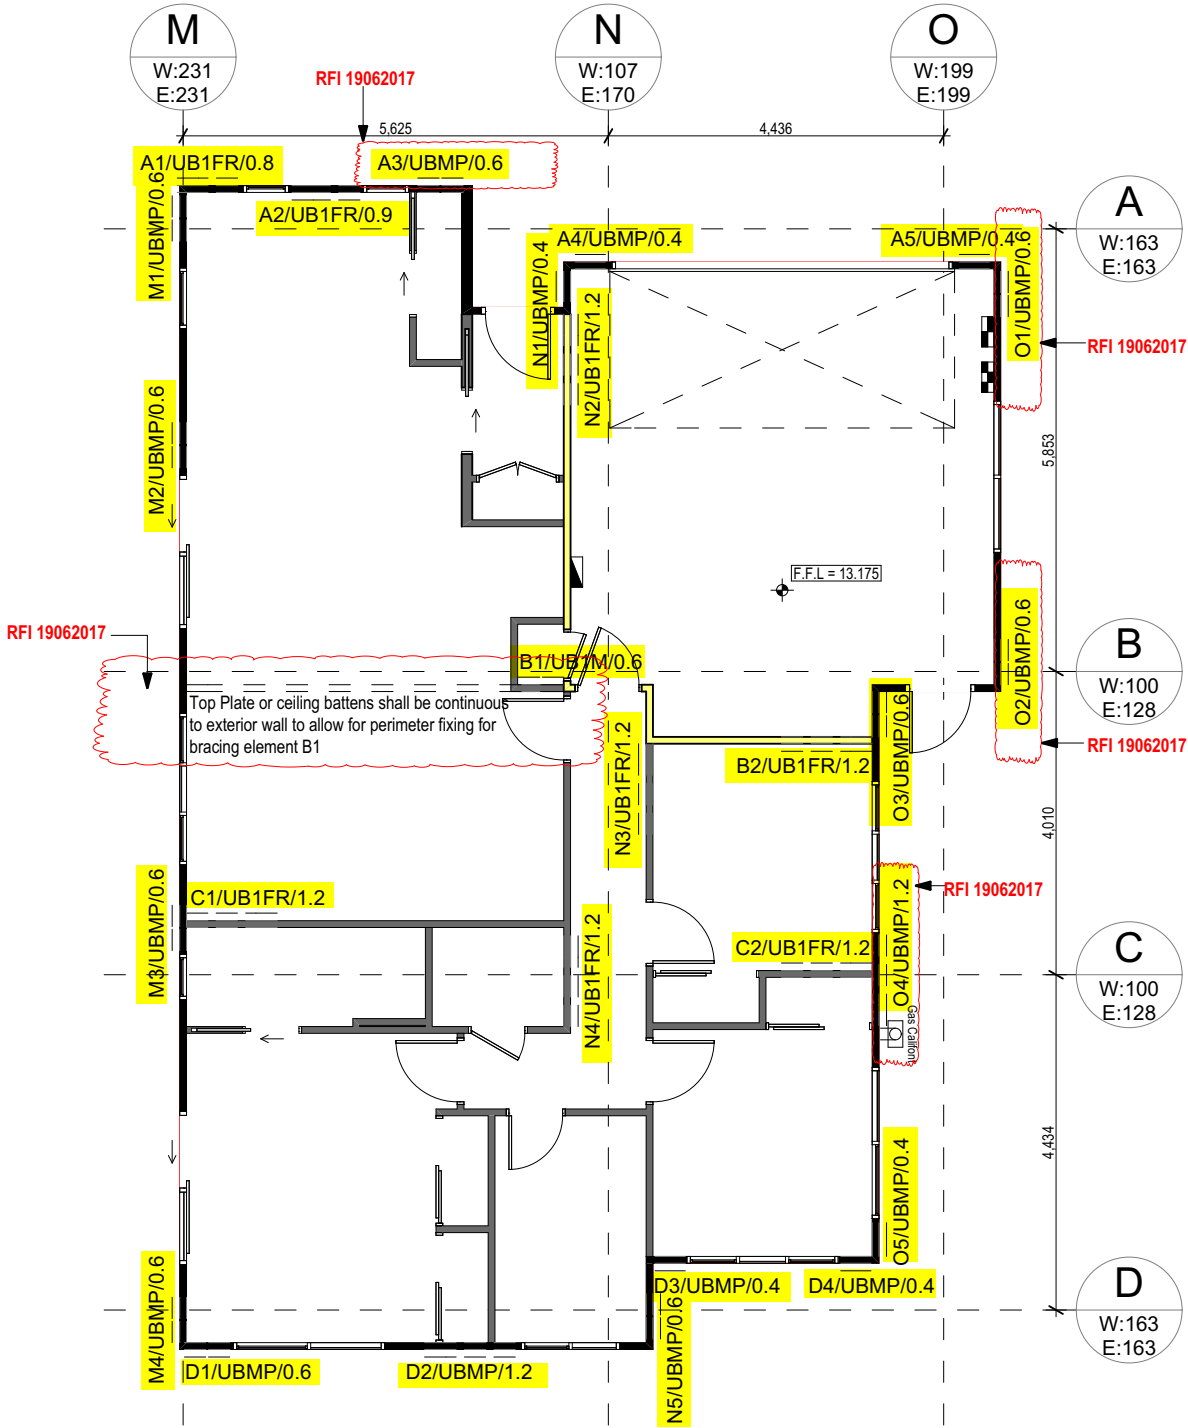 M
W:231
E:231
N
W:107
E:170
O
W:199
E:199
RFI 19062017
5,625
4,436
A1/UB1FR/0.8
A3/UBMP/0.6
A2/UB1FR/0.9
A4/UBMP/0.4
A5/UBMP/0.4
A
W:163
E:163
M1/UBMP/0.6
N1/UBMP/0.4
N2/UB1FR/1.2
O1/UBMP/0.6
RFI 19062017
M2/UBMP/0.6
5,853
F.F.L = 13.175
RFI 19062017
B1/UB1M/0.6
O2/UBMP/0.6
B
W:100
E:128
Top Plate or ceiling battens shall be continuous
to exterior wall to allow for perimeter fixing for
bracing element B1
N3/UB1FR/1.2
B2/UB1FR/1.2
O3/UBMP/0.6
RFI 19062017
4,010
M3/UBMP/0.6
C1/UB1FR/1.2
RFI 19062017
N4/UB1FR/1.2
C2/UB1FR/1.2
O4/UBMP/1.2
Gas Califont
C
W:100
E:128
4,434
O5/UBMP/0.4
M4/UBMP/0.6
D1/UBMP/0.6
D2/UBMP/1.2
N5/UBMP/0.6
D3/UBMP/0.4
D4/UBMP/0.4
D
W:163
E:163